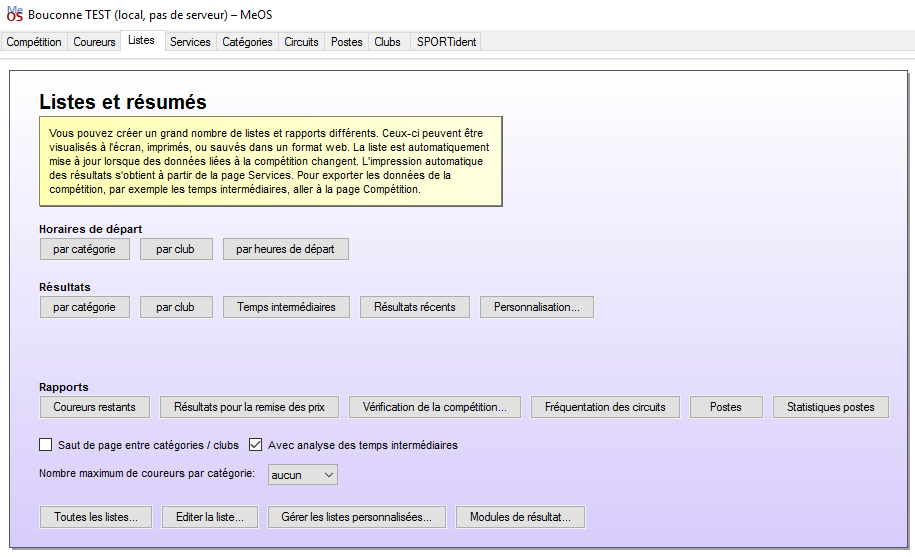 MeOS Bouconne TEST (local, pas de serveur) – MeOS
Compétition Coureurs Listes Services Catégories Circuits Postes Clubs SPORTident
Listes et résumés
Vous pouvez créer un grand nombre de listes et rapports différents. Ceux-ci peuvent être
visualisés à l'écran, imprimés, ou sauvés dans un format web. La liste est automatiquement
mise à jour lorsque des données liées à la compétition changent. L'impression automatique
des résultats s'obtient à partir de la page Services. Pour exporter les données de la
compétition, par exemple les temps intermédiaires, aller à la page Compétition.
Horaires de départ
par catégorie par club par heures de départ
Résultats
par catégorie par club Temps intermédiaires Résultats récents Personnalisation...
Rapports
Coureurs restants Résultats pour la remise des prix Vérification de la compétition... Fréquentation des circuits Postes Statistiques postes
Saut de page entre catégories / clubs Avec analyse des temps intermédiaires
Nombre maximum de coureurs par catégorie: aucun
Toutes les listes... Editer la liste... Gérer les listes personnalisées... Modules de résultat...